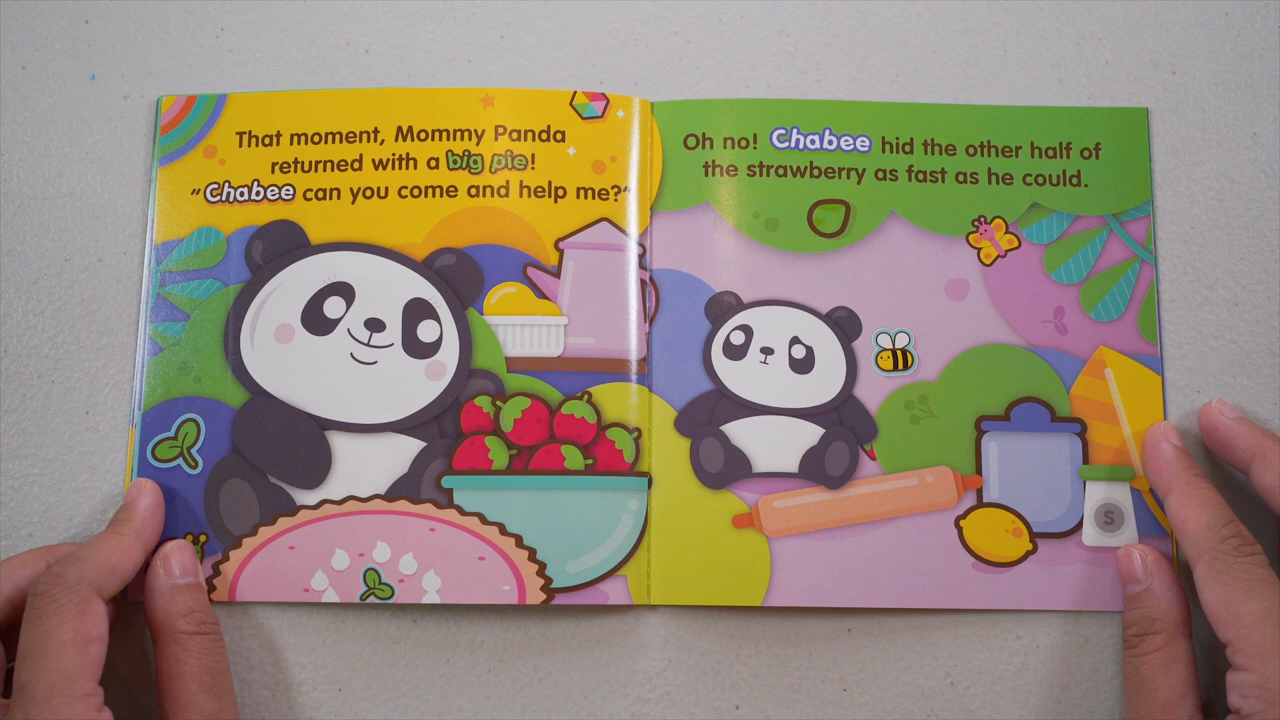 That moment, Mommy Panda
returned with a big pie!
"Chabee can you come and help me?"
Oh no! Chabee hid the other half of
the strawberry as fast as he could.
S